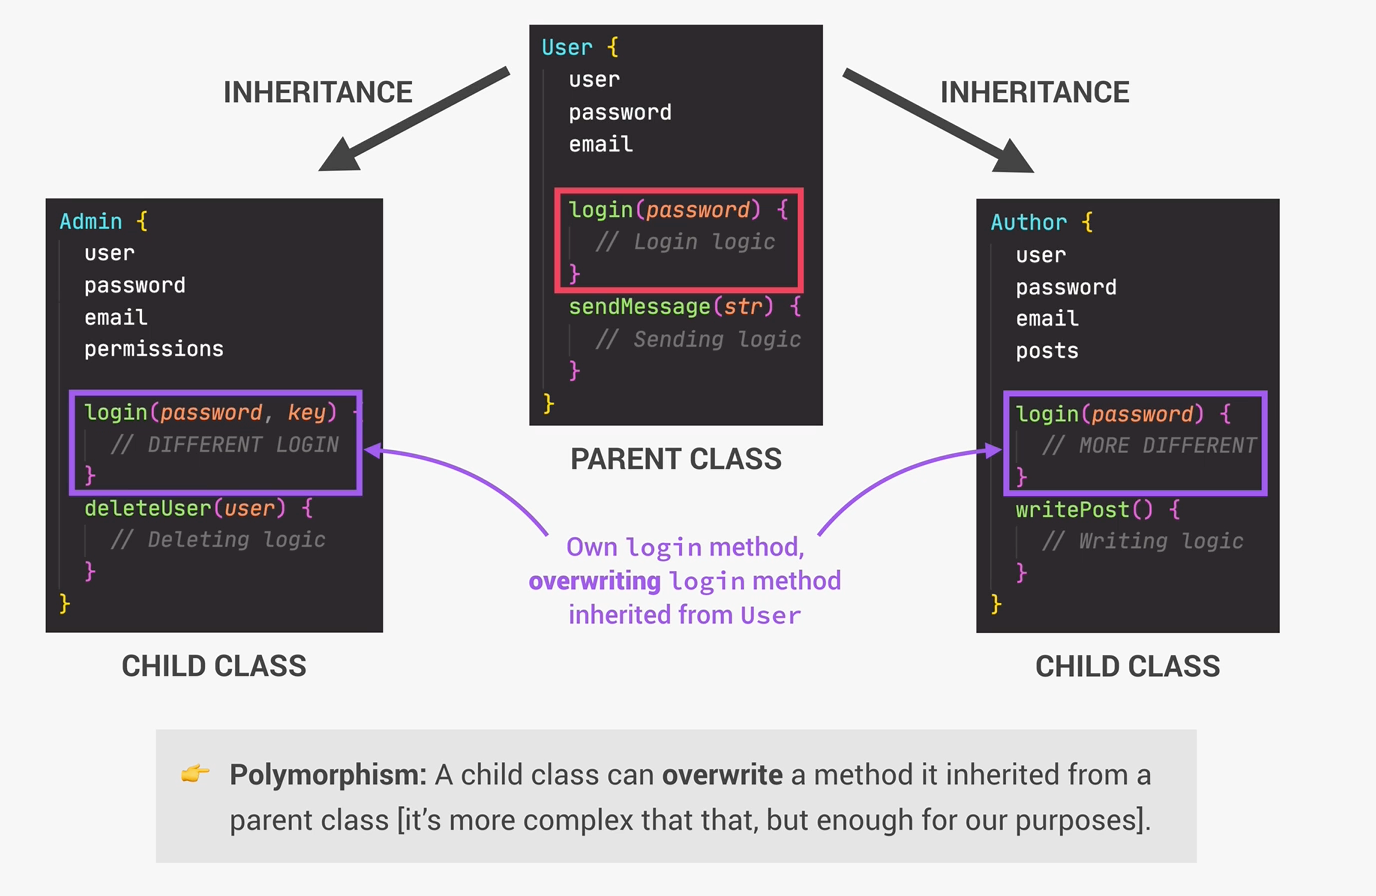 INHERITANCE
INHERITANCE
User {
user
password
email
login(password) {
// Login logic
}
sendMessage(str) {
// Sending logic
}
}
PARENT CLASS
Admin {
user
password
email
permissions
login(password, key) {
// DIFFERENT LOGIN
}
deleteUser(user) {
// Deleting logic
}
}
CHILD CLASS
Author {
user
password
email
posts
login(password) {
// MORE DIFFERENT
}
writePost() {
// Writing logic
}
}
CHILD CLASS
Own login method,
overwriting login method
inherited from User
👉 Polymorphism: A child class can overwrite a method it inherited from a
parent class [it’s more complex that that, but enough for our purposes].